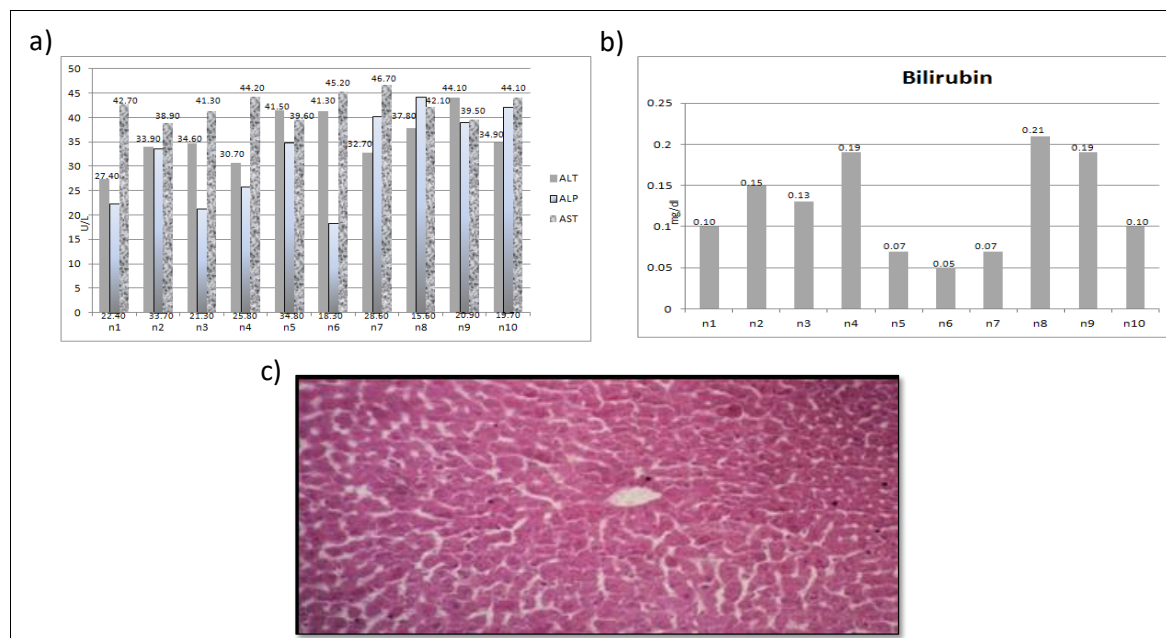 a)
50
45
40
35
30
25
20
15
10
5
0
U/L
27.40
42.70
33.90
38.90
34.60
41.30
30.70
44.20
41.50
39.60
41.30
45.20
32.70
46.70
37.80
42.10
44.10
39.50
34.90
44.10
22.40
33.70
21.30
25.80
34.80
18.30
28.60
15.60
20.90
19.70
n1
n2
n3
n4
n5
n6
n7
n8
n9
n10
ALT
ALP
AST
b)
Bilirubin
0.25
0.2
0.15
0.1
0.05
0
mg/dl
0.10
0.15
0.13
0.19
0.07
0.05
0.07
0.21
0.19
0.10
n1
n2
n3
n4
n5
n6
n7
n8
n9
n10
c)